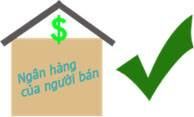 $
Ngân hàng
của người bán